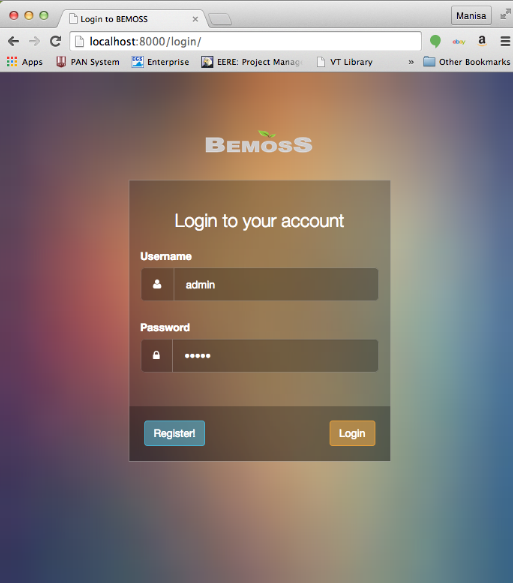 Login to BEMOSS
Manisa
localhost:8000/login/
Apps PAN System Enterprise EERE: Project Manag VT Library » Other Bookmarks
BEMOSS
Login to your account
Username
admin
Password
•••••
Register! Login